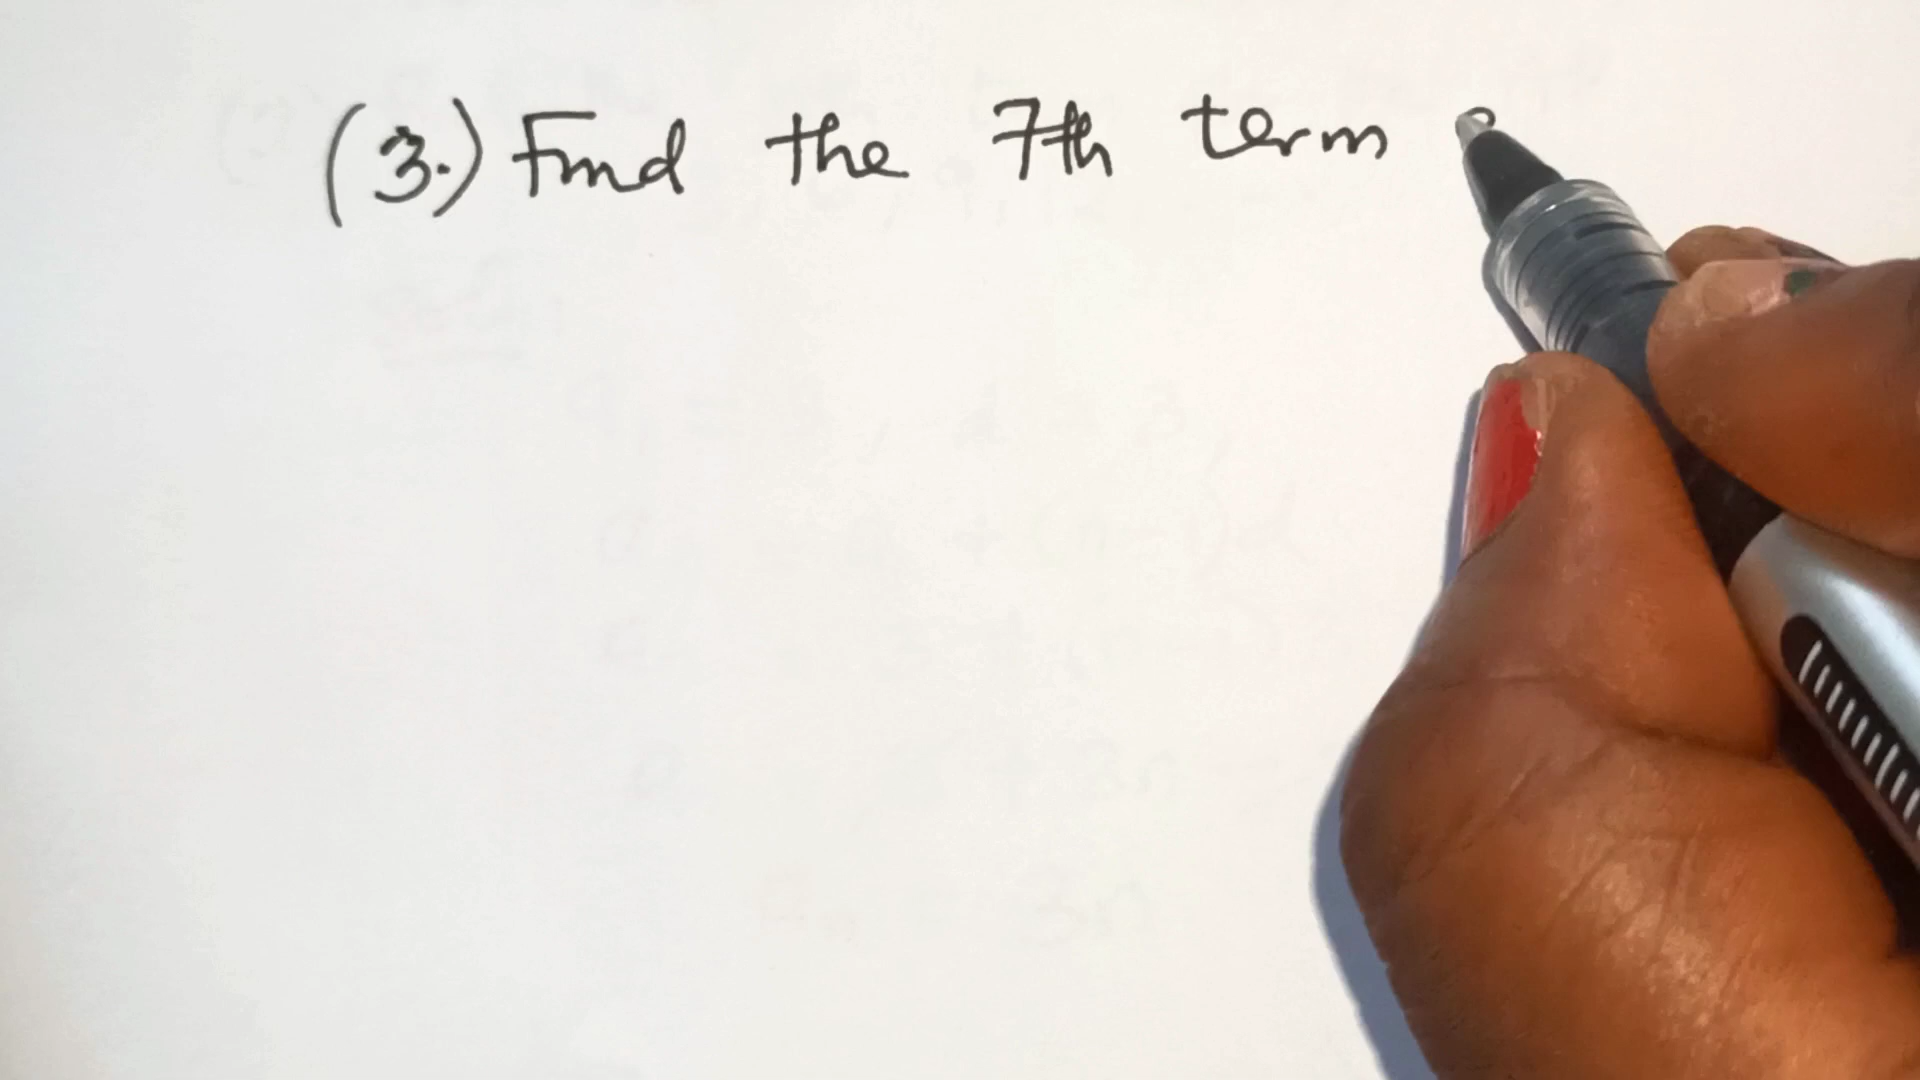 (3.) Find the 7th term